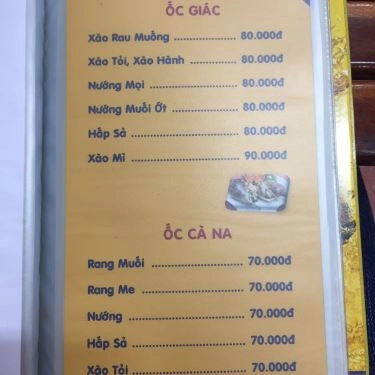 ỐC GIÁC
Xào Rau Muống ................... 80.000đ
Xào Tỏi, Xào Hành .............. 80.000đ
Nướng Mọi ......................... 80.000đ
Nướng Muối Ớt ................... 80.000đ
Hấp Sả ............................... 80.000đ
Xào Mì ............................... 90.000đ
ỐC CÀ NA
Rang Muối ......................... 70.000đ
Rang Me ............................ 70.000đ
Nướng ............................... 70.000đ
Hấp Sả ............................... 70.000đ
Xào Tỏi .............................. 70.000đ